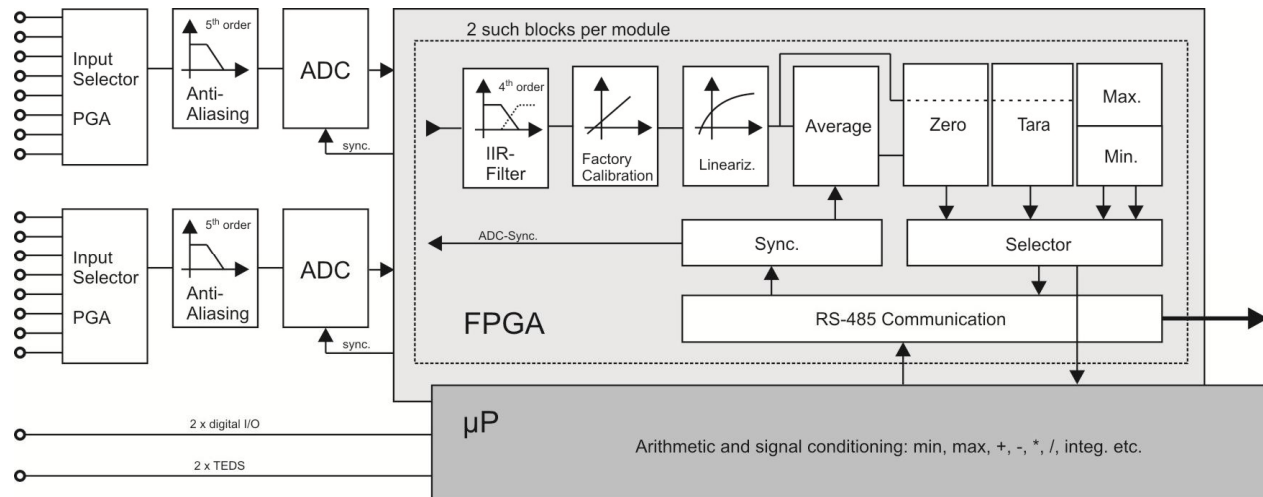 2 such blocks per module
Input
Selector
PGA
5th order
Anti-
Aliasing
ADC
sync.
4th order
IIR-
Filter
Factory
Calibration
Lineariz.
Average
Zero
Tara
Max.
Min.
Input
Selector
PGA
5th order
Anti-
Aliasing
ADC
sync.
ADC-Sync.
Sync.
Selector
FPGA
RS-485 Communication
2 x digital I/O
2 x TEDS
µP
Arithmetic and signal conditioning: min, max, +, -, *, /, integ. etc.